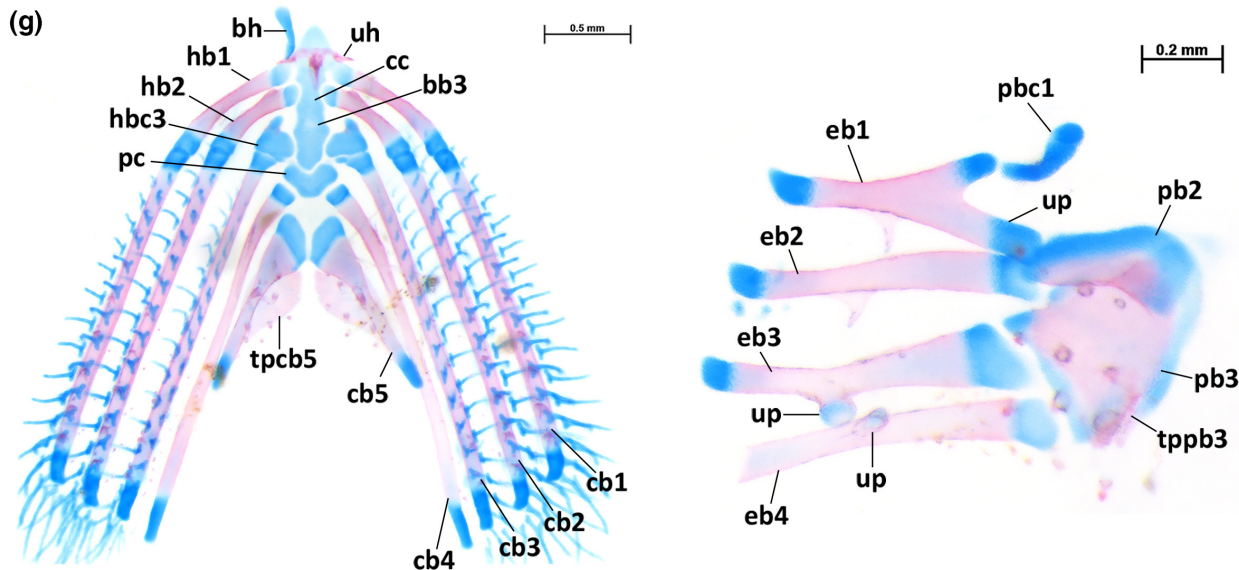 (g)
bh
uh
0.5 mm
hb1
cc
hb2
bb3
hbc3
pc
tpcb5
cb5
cb1
cb2
cb3
cb4
0.2 mm
pbc1
eb1
up
pb2
eb2
eb3
pb3
up
tppb3
up
eb4